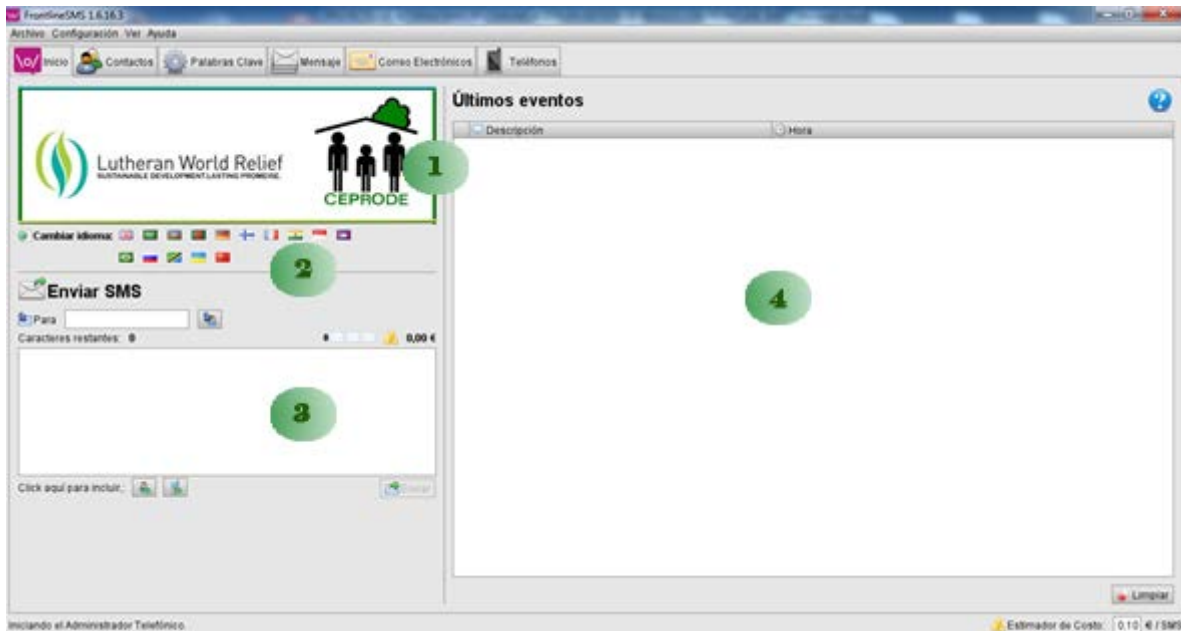 FrontlineSMS 1.6.16.3
Archivo Configuración Ver Ayuda
Inicio Contactos Palabras Clave Mensaje Correo Electrónicos Teléfonos
Lutheran World Relief
SUSTAINABLE DEVELOPMENT. LASTING PROMISE.
CEPRODE
1
Cambiar idioma:
2
Enviar SMS
Para
Caracteres restantes: 0
0
0,00 €
3
Click aquí para incluir.:
Enviar
Últimos eventos
Descripción Hora
4
Limpiar
Iniciando el Administrador Telefónico.
Estimador de Costo: 0,10 € / SMS